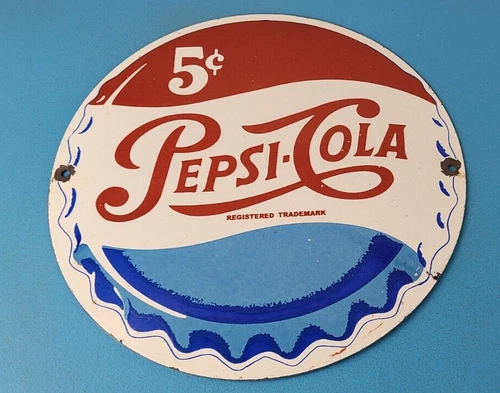 5¢
PEPSI-COLA
REGISTERED TRADEMARK